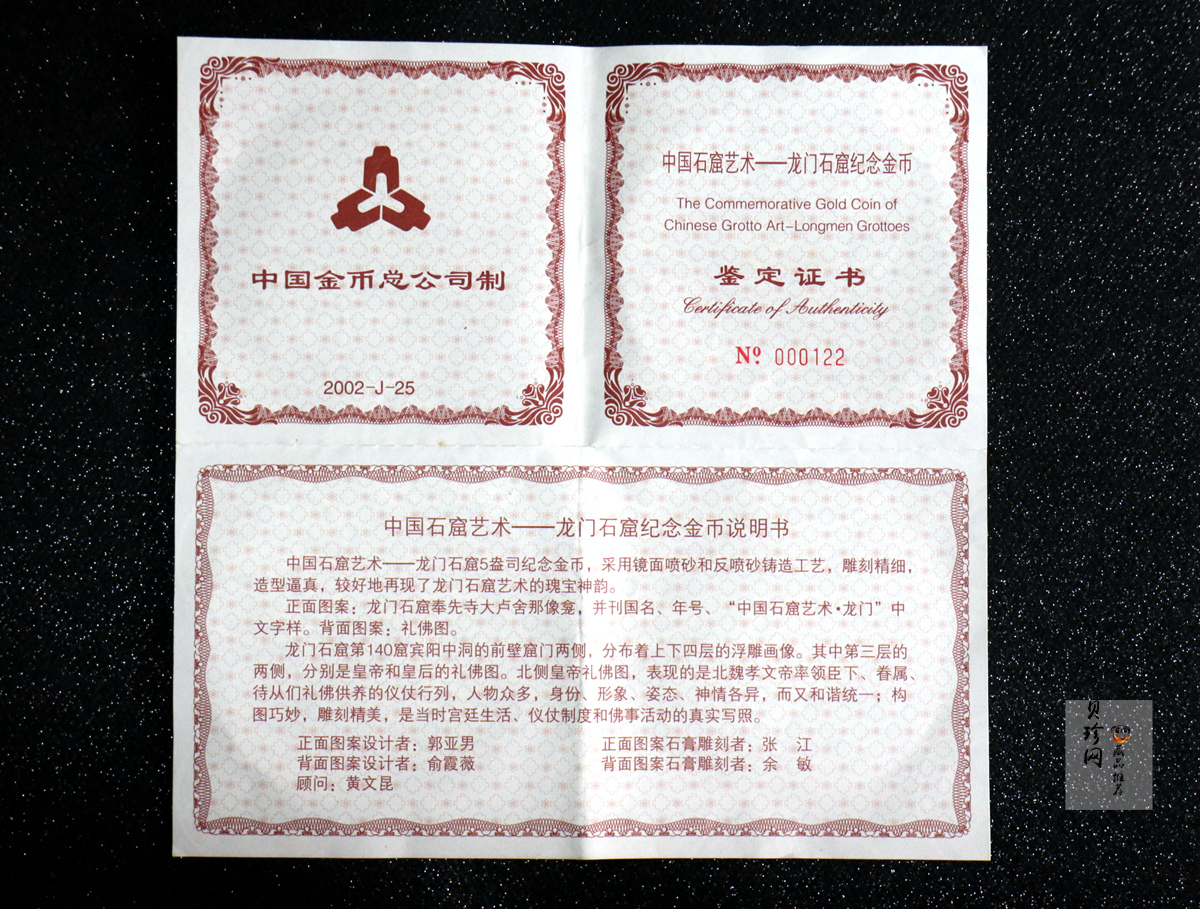 中国金币总公司制
2002-J-25
中国石窟艺术——龙门石窟纪念金币
The Commemorative Gold Coin of
Chinese Grotto Art-Longmen Grottoes
鉴定证书
Certificate of Authenticity
Nº 000122
中国石窟艺术——龙门石窟纪念金币说明书
中国石窟艺术——龙门石窟5盎司纪念金币，采用镜面喷砂和反喷砂铸造工艺，雕刻精细，
造型逼真，较好地再现了龙门石窟艺术的瑰宝神韵。
正面图案：龙门石窟奉先寺大卢舍那像龛，并刊国名、年号、“中国石窟艺术·龙门”中
文字样。背面图案：礼佛图。
龙门石窟第140窟宾阳中洞的前壁窟门两侧，分布着上下四层的浮雕画像。其中第三层的
两侧，分别是皇帝和皇后的礼佛图。北侧皇帝礼佛图，表现的是北魏孝文帝率领臣下、眷属、
侍从们礼佛供养的仪仗行列，人物众多，身份、形象、姿态、神情各异，而又和谐统一；构
图巧妙，雕刻精美，是当时宫廷生活、仪仗制度和佛事活动的真实写照。
正面图案设计者：郭亚男
正面图案石膏雕刻者：张 江
背面图案设计者：俞霞薇
背面图案石膏雕刻者：余 敏
顾问：黄文昆
贝珍网
藏品推荐